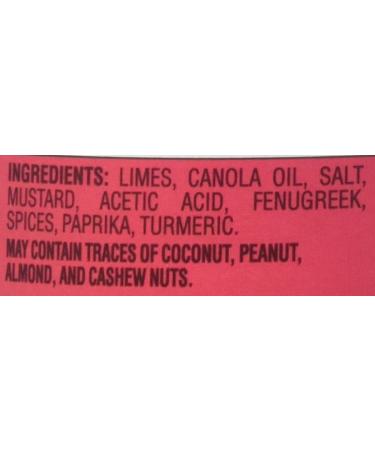 INGREDIENTS: LIMES, CANOLA OIL, SALT,
MUSTARD, ACETIC ACID, FENUGREEK,
SPICES, PAPRIKA, TURMERIC.
MAY CONTAIN TRACES OF COCONUT, PEANUT,
ALMOND, AND CASHEW NUTS.